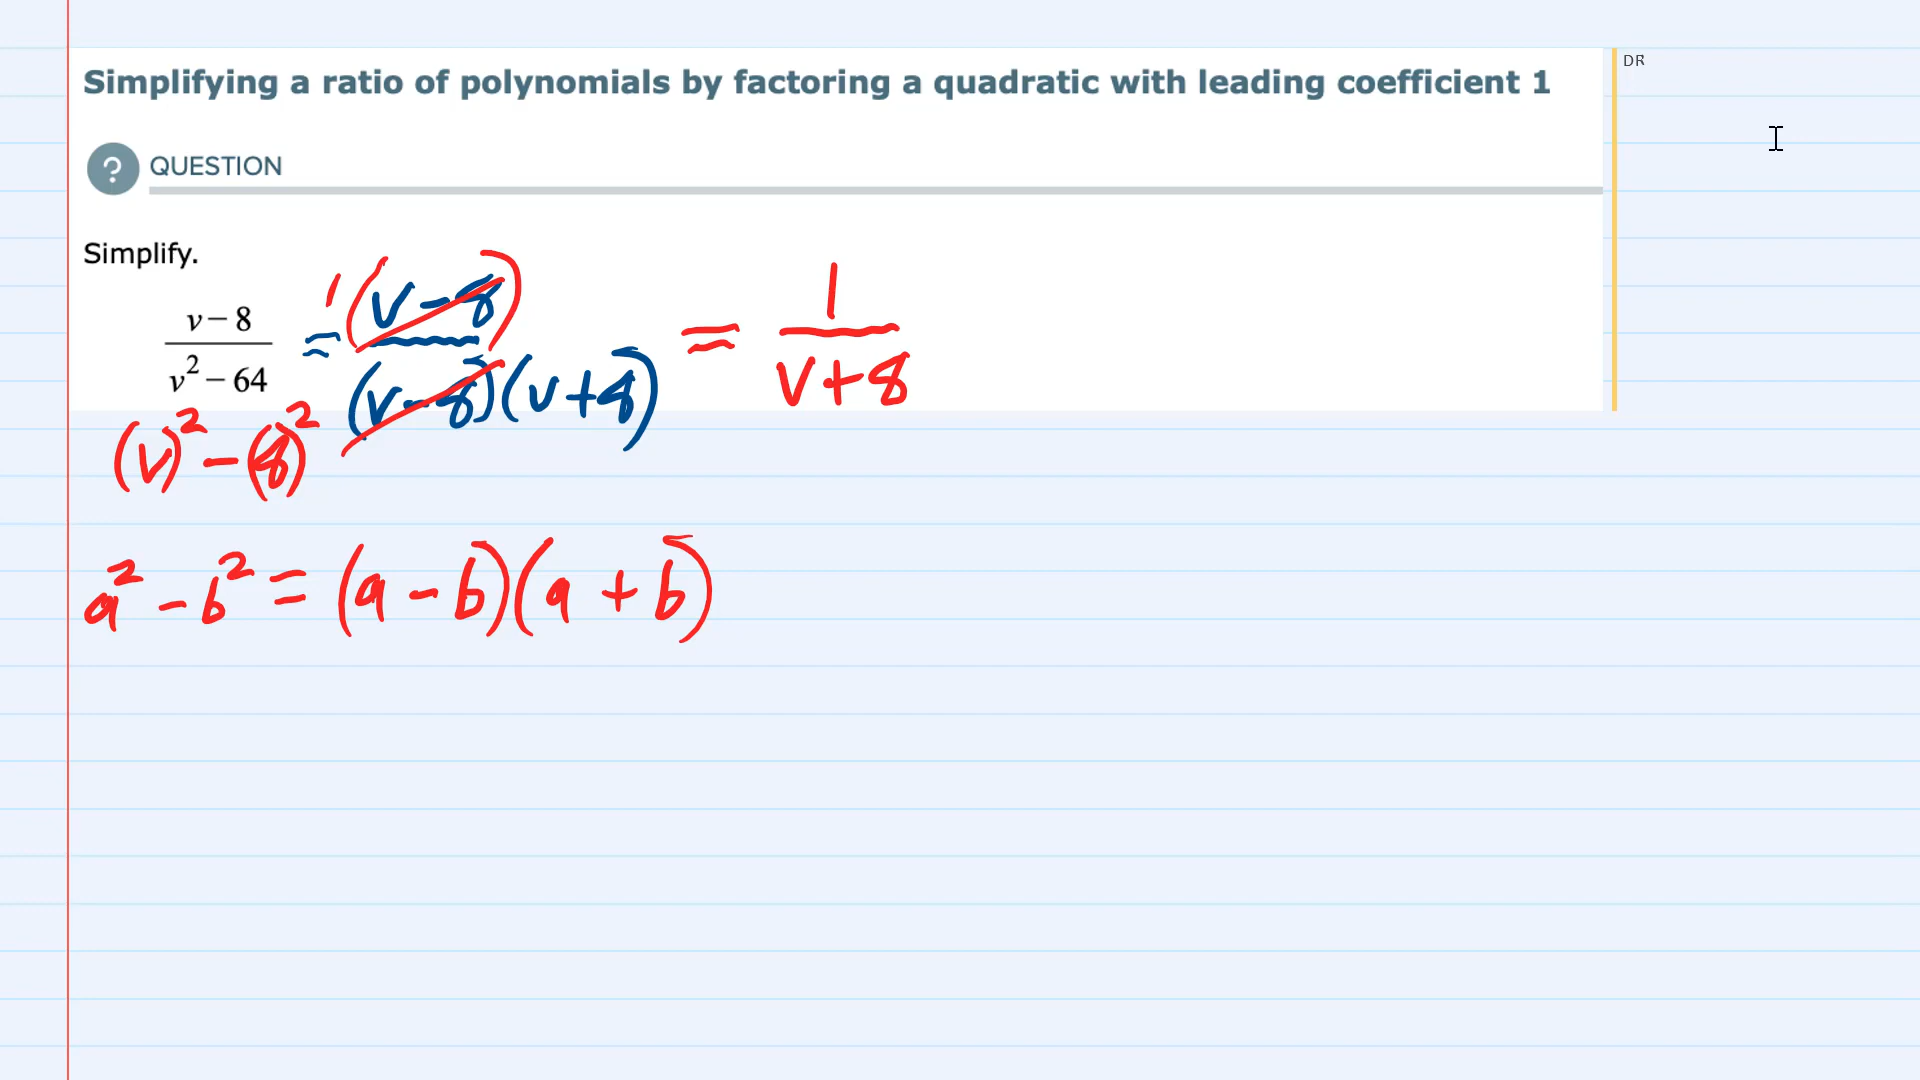 Simplifying a ratio of polynomials by factoring a quadratic with leading coefficient 1
DR
? QUESTION
Simplify.
(v − 8)/(v² − 64) = 1 (v − 8)/((v − 8)(v + 8)) = 1/(v + 8)
(v)² − (8)²
a² − b² = (a − b)(a + b)